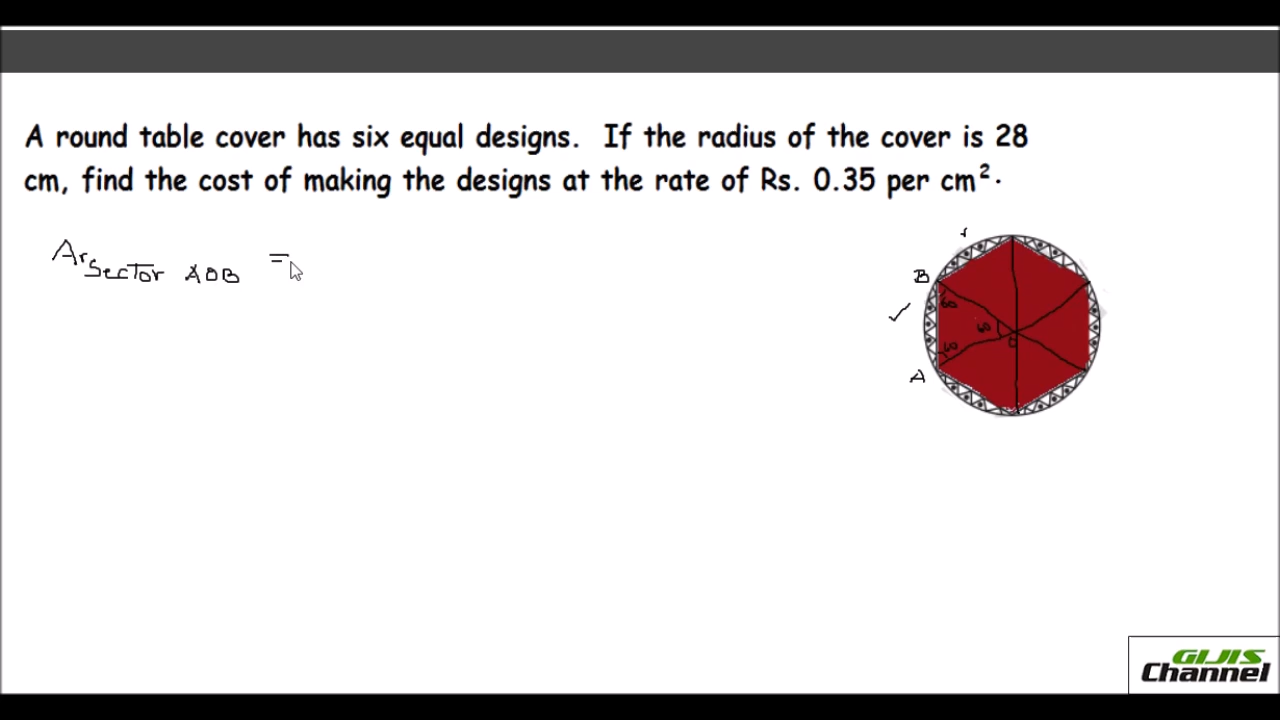 A round table cover has six equal designs. If the radius of the cover is 28
cm, find the cost of making the designs at the rate of Rs. 0.35 per cm².
Ar Sector AOB =
B
60
60
O
60
A
GIJIS
Channel